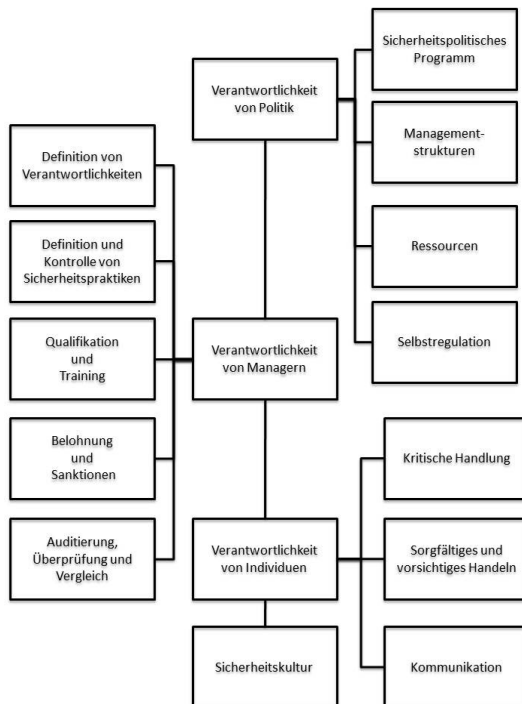 Sicherheitspolitisches
Programm
Verantwortlichkeit
von Politik
Management-
strukturen
Definition von
Verantwortlichkeiten
Definition und
Kontrolle von
Sicherheitspraktiken
Ressourcen
Qualifikation
und
Training
Verantwortlichkeit
von Managern
Selbstregulation
Belohnung
und
Sanktionen
Kritische Handlung
Auditierung,
Überprüfung und
Vergleich
Verantwortlichkeit
von Individuen
Sorgfältiges und
vorsichtiges Handeln
Sicherheitskultur
Kommunikation